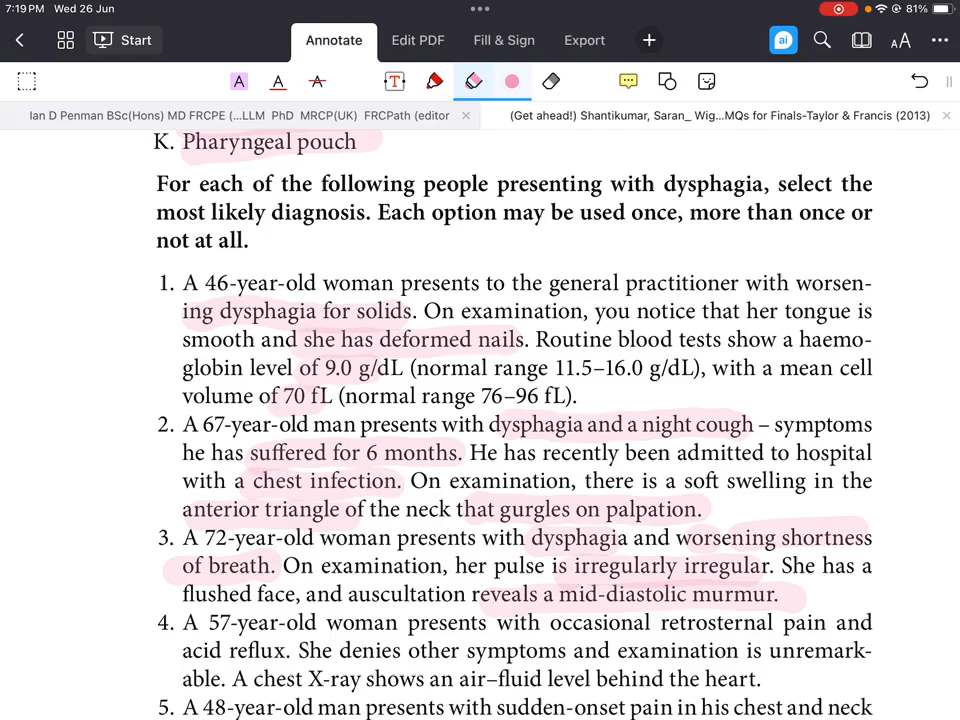 7:19 PM Wed 26 Jun
81%
Start
Annotate
Edit PDF
Fill & Sign
Export
ai
AA
A A A T
Ian D Penman BSc(Hons) MD FRCPE (...LLM PhD MRCP(UK) FRCPath (editor
(Get ahead!) Shantikumar, Saran_ Wig...MQs for Finals-Taylor & Francis (2013)
K. Pharyngeal pouch
For each of the following people presenting with dysphagia, select the
most likely diagnosis. Each option may be used once, more than once or
not at all.
1. A 46-year-old woman presents to the general practitioner with worsen-
ing dysphagia for solids. On examination, you notice that her tongue is
smooth and she has deformed nails. Routine blood tests show a haemo-
globin level of 9.0 g/dL (normal range 11.5–16.0 g/dL), with a mean cell
volume of 70 fL (normal range 76–96 fL).
2. A 67-year-old man presents with dysphagia and a night cough – symptoms
he has suffered for 6 months. He has recently been admitted to hospital
with a chest infection. On examination, there is a soft swelling in the
anterior triangle of the neck that gurgles on palpation.
3. A 72-year-old woman presents with dysphagia and worsening shortness
of breath. On examination, her pulse is irregularly irregular. She has a
flushed face, and auscultation reveals a mid-diastolic murmur.
4. A 57-year-old woman presents with occasional retrosternal pain and
acid reflux. She denies other symptoms and examination is unremark-
able. A chest X-ray shows an air–fluid level behind the heart.
5. A 48-year-old man presents with sudden-onset pain in his chest and neck